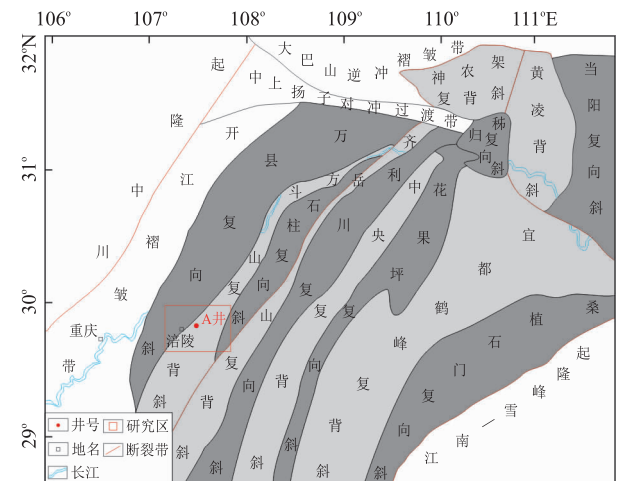 106° 107° 108° 109° 110° 111°E
32°N
31°
30°
29°
大巴山逆冲褶皱带
中上扬子对冲过渡带
神农架复背斜
黄陵背斜
当阳复向斜
秭归复向斜
川中隆起
开江褶皱带
万县复向斜
方斗山复背斜
石柱复向斜
齐岳山复背斜
利川复向斜
中央复背斜
花果坪复向斜
宜都鹤峰复背斜
桑植石门复向斜
江南—雪峰隆起
重庆
涪陵
A井
井号 研究区
地名 断裂带
长江